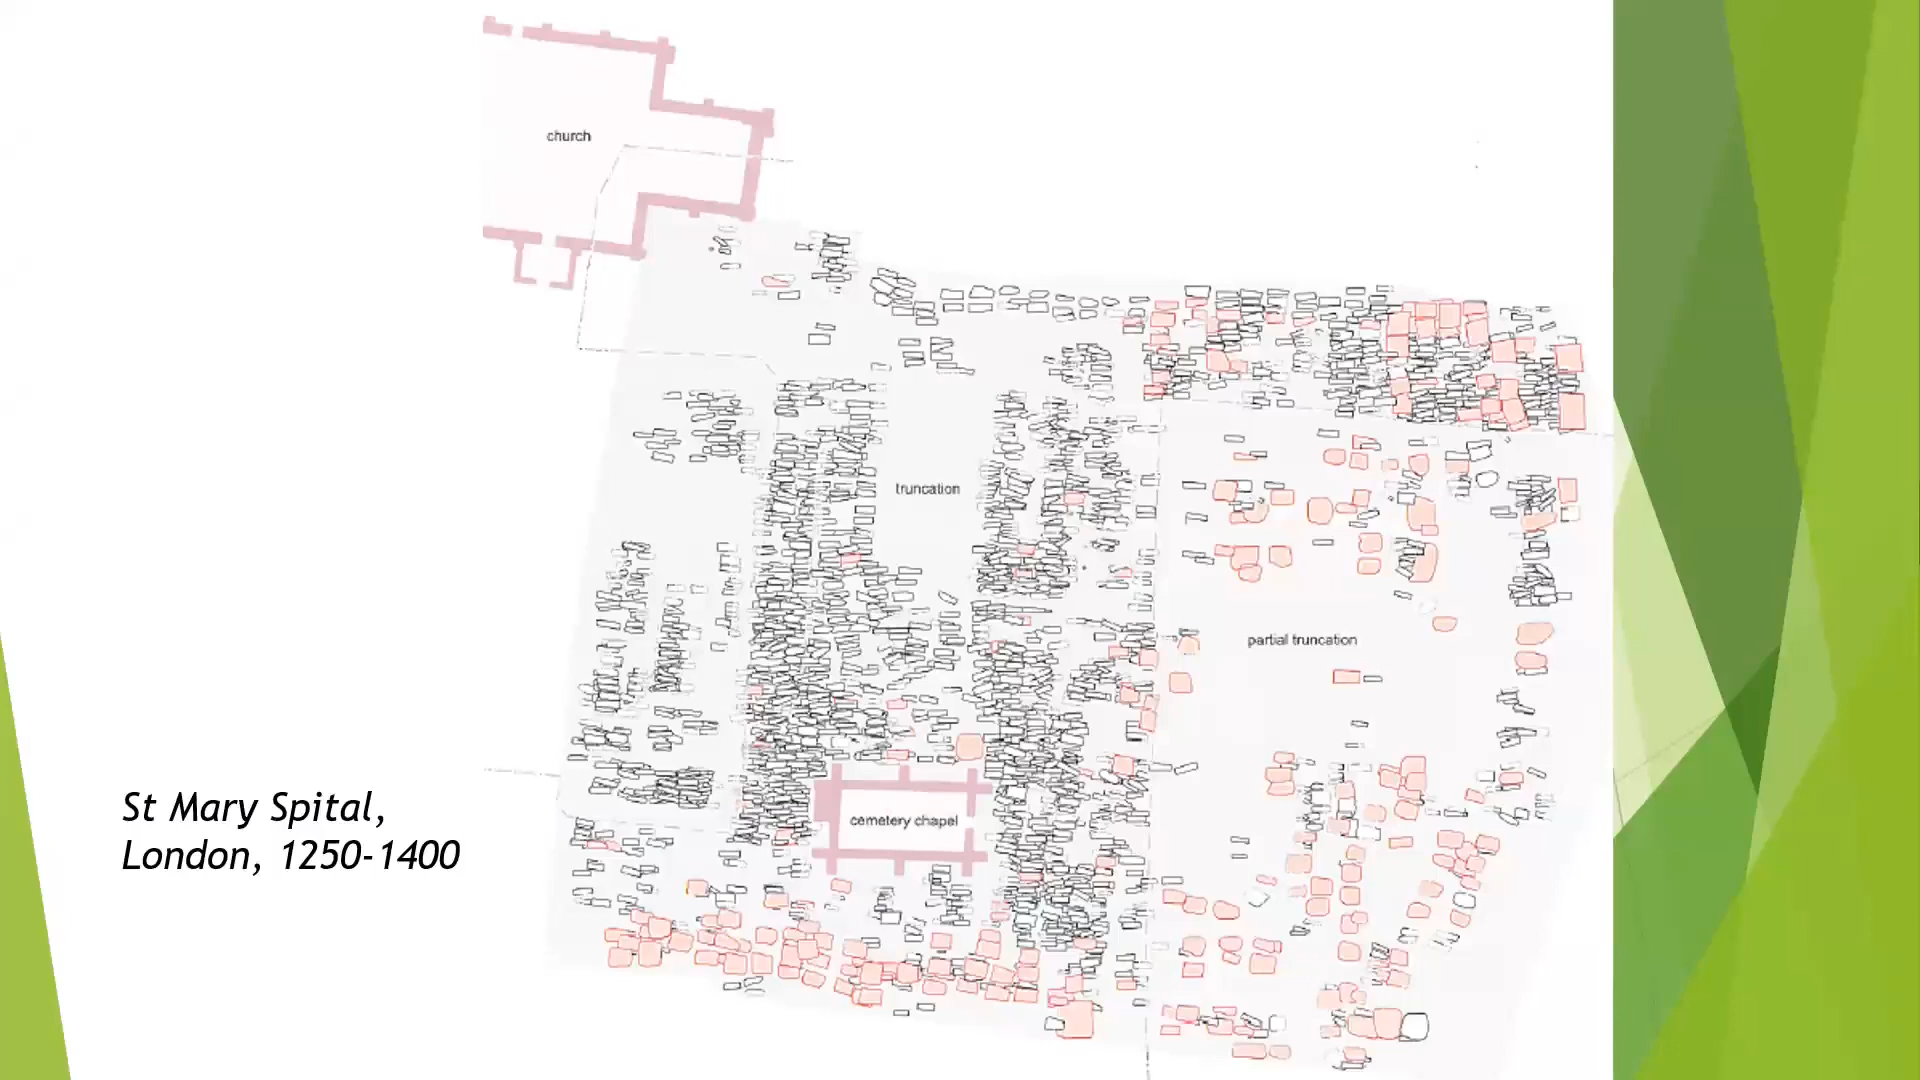 church
truncation
partial truncation
cemetery chapel
St Mary Spital,
London, 1250-1400